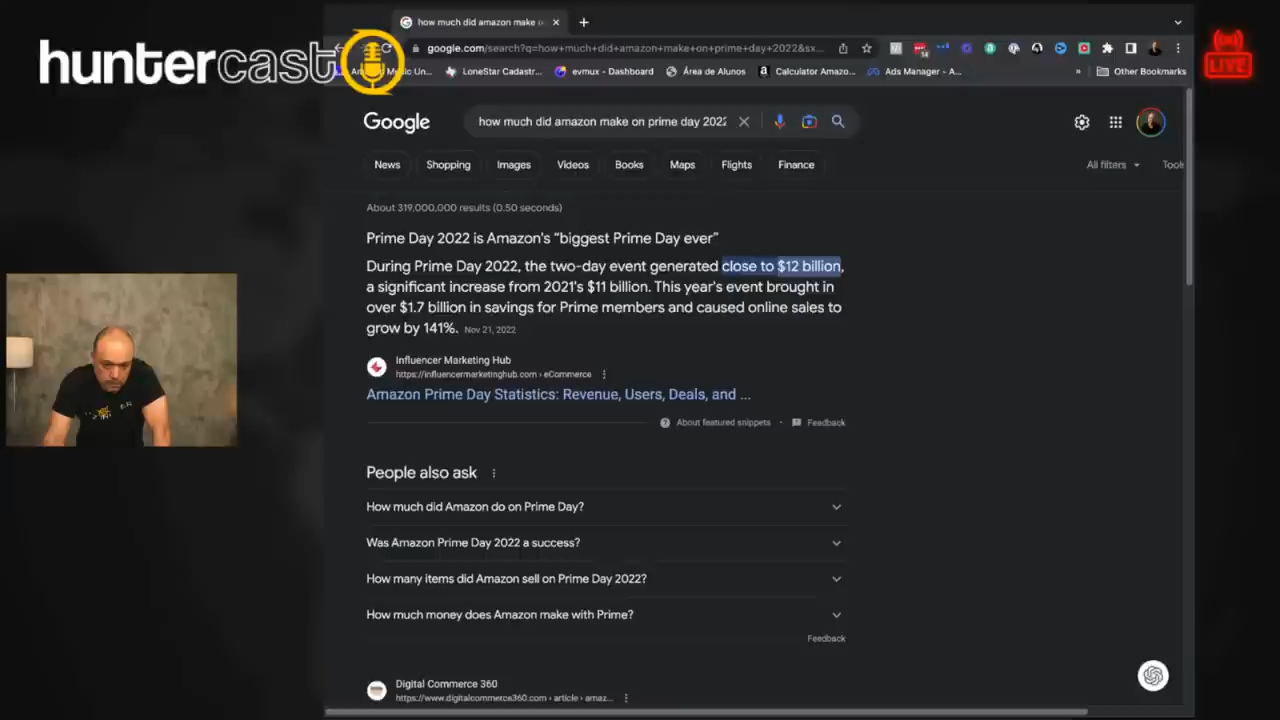 huntercast
LIVE
how much did amazon make
google.com/search?q=how+much+did+amazon+make+on+prime+day+2022&sx...
Music Un...
LoneStar Cadastr...
evmux - Dashboard
Área de Alunos
Calculator Amazo...
Ads Manager - A...
»
Other Bookmarks
Google
how much did amazon make on prime day 2022
News
Shopping
Images
Videos
Books
Maps
Flights
Finance
All filters
Tools
About 319,000,000 results (0.50 seconds)
Prime Day 2022 is Amazon's “biggest Prime Day ever”
During Prime Day 2022, the two-day event generated close to $12 billion,
a significant increase from 2021's $11 billion. This year's event brought in
over $1.7 billion in savings for Prime members and caused online sales to
grow by 141%. Nov 21, 2022
Influencer Marketing Hub
https://influencermarketinghub.com › eCommerce
Amazon Prime Day Statistics: Revenue, Users, Deals, and ...
About featured snippets
•
Feedback
People also ask
How much did Amazon do on Prime Day?
Was Amazon Prime Day 2022 a success?
How many items did Amazon sell on Prime Day 2022?
How much money does Amazon make with Prime?
Feedback
Digital Commerce 360
https://www.digitalcommerce360.com › article › amaz...